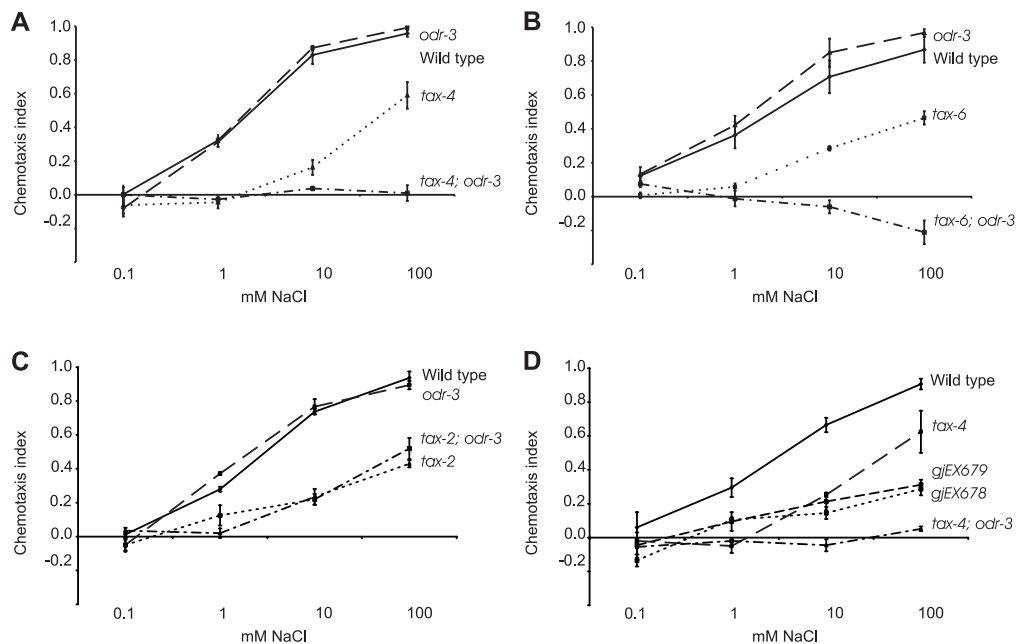 A
Chemotaxis index
1.0
0.8
0.6
0.4
0.2
0.0
-0.2
0.1
1
10
100
mM NaCl
odr-3
Wild type
tax-4
tax-4; odr-3
B
Chemotaxis index
1.0
0.8
0.6
0.4
0.2
0.0
-0.2
0.1
1
10
100
mM NaCl
odr-3
Wild type
tax-6
tax-6; odr-3
C
Chemotaxis index
1.0
0.8
0.6
0.4
0.2
0.0
-0.2
0.1
1
10
100
mM NaCl
Wild type
odr-3
tax-2; odr-3
tax-2
D
Chemotaxis index
1.0
0.8
0.6
0.4
0.2
0.0
-0.2
0.1
1
10
100
mM NaCl
Wild type
tax-4
gjEX679
gjEX678
tax-4; odr-3